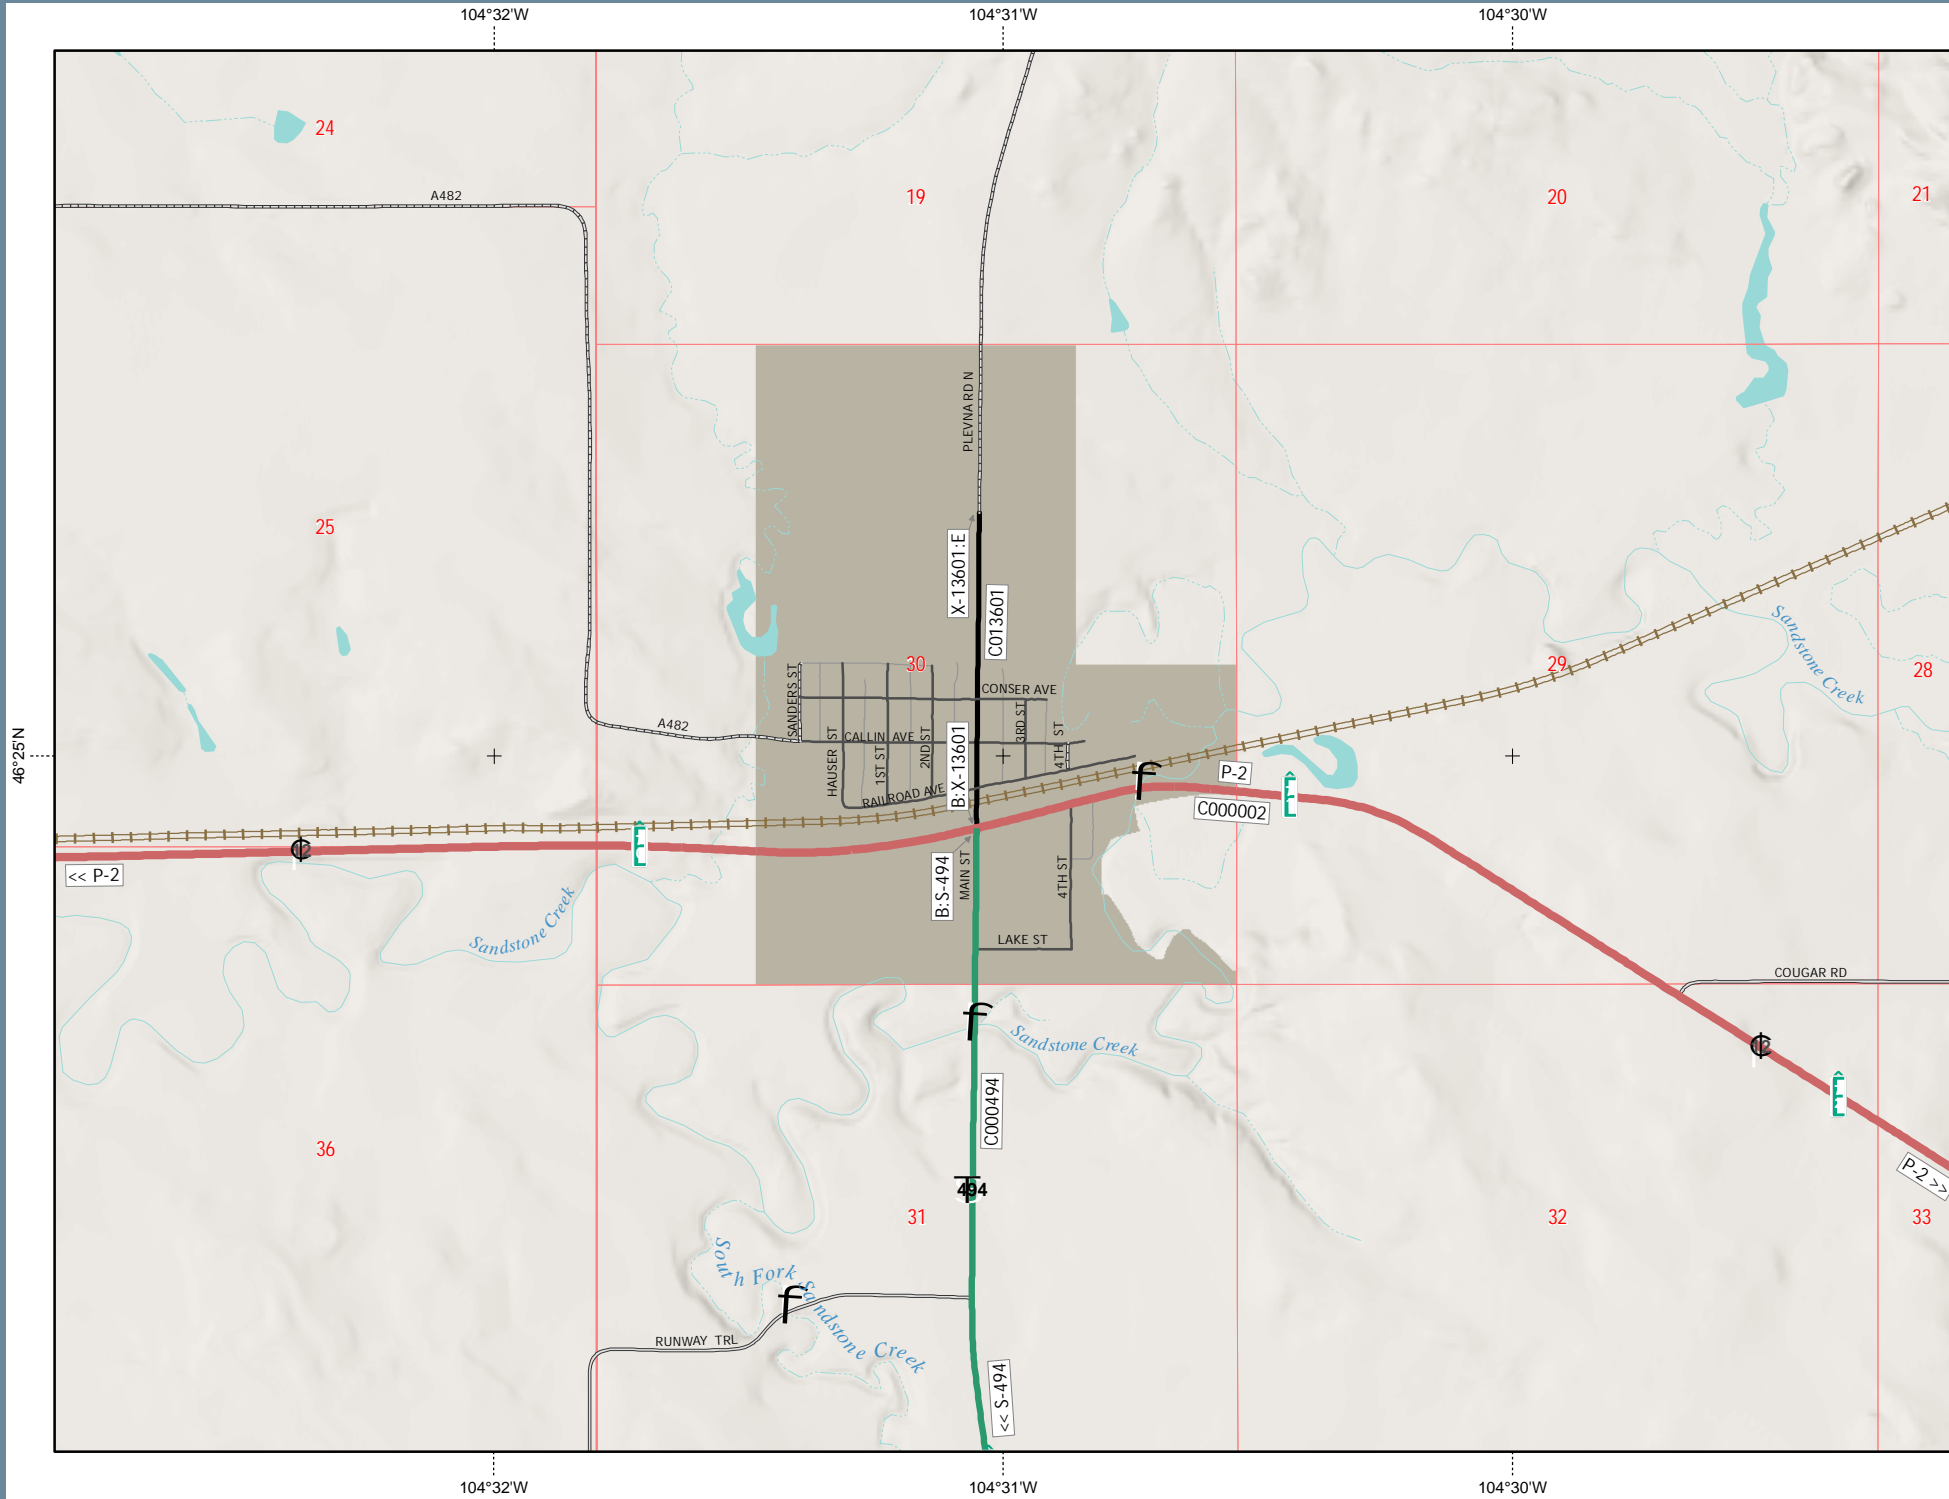 104°32'W
104°31'W
104°30'W
24
A482
19
20
21
PLEVNA RD N
25
X-13601:E
C013601
Sandstone Creek
30
29
28
SANDERS ST
CONSER AVE
3RD ST
4TH ST
A482
HAUSER ST
CALLIN AVE
1ST ST
2ND ST
B:X-13601
46°25'N
RAILROAD AVE
P-2
C000002
<< P-2
B:S-494
MAIN ST
4TH ST
Sandstone Creek
LAKE ST
COUGAR RD
Sandstone Creek
C000494
36
494
31
32
33
P-2 >>
South Fork Sandstone Creek
RUNWAY TRL
<< S-494
104°32'W
104°31'W
104°30'W